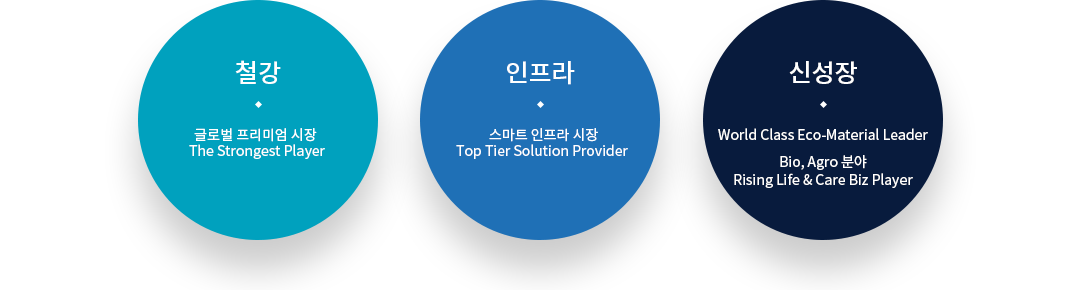 철강
글로벌 프리미엄 시장
The Strongest Player
인프라
스마트 인프라 시장
Top Tier Solution Provider
신성장
World Class Eco-Material Leader
Bio, Agro 분야
Rising Life & Care Biz Player